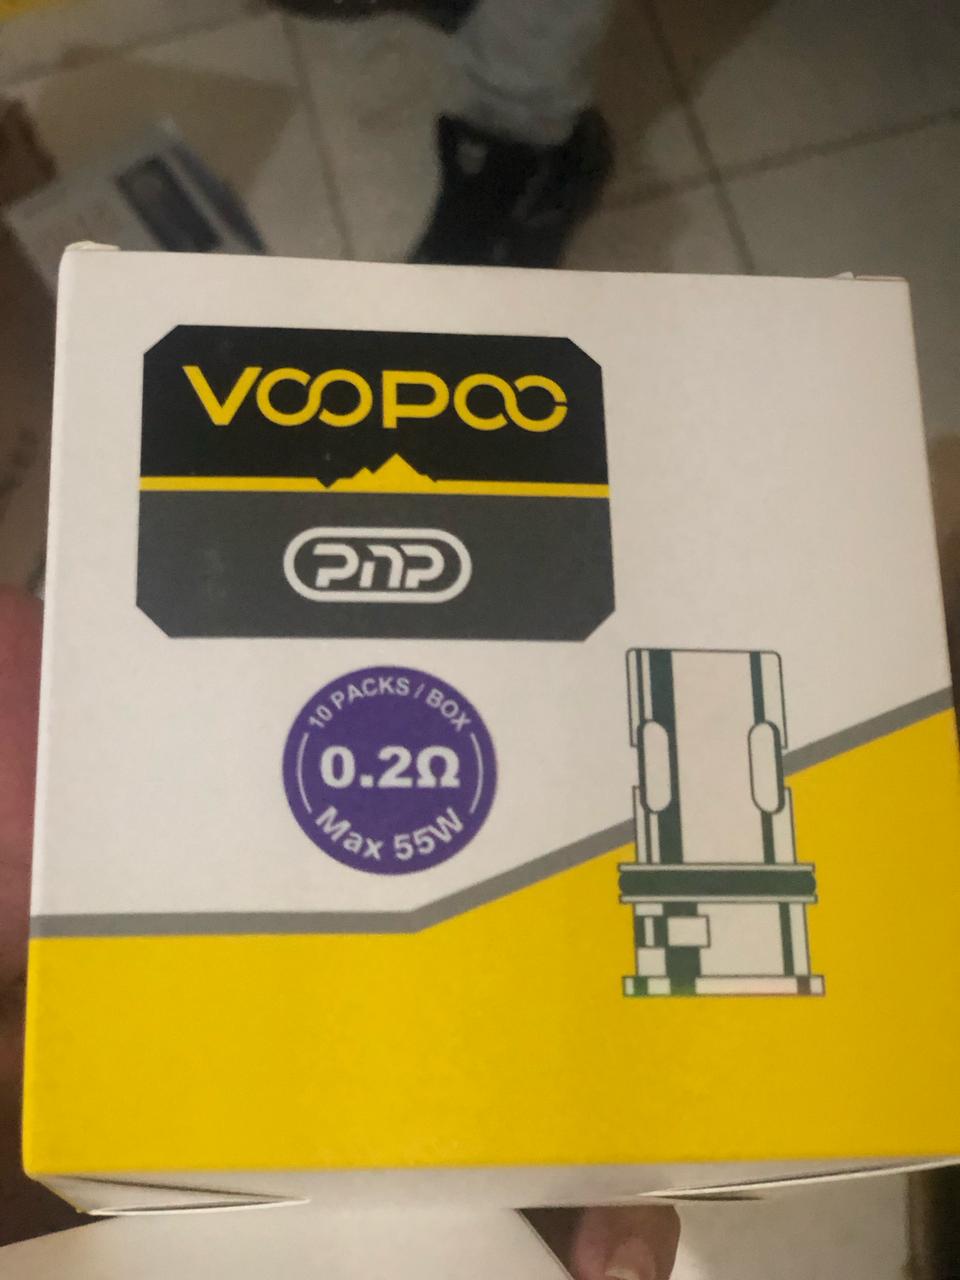 VOOPOO
PnP
10 PACKS / BOX
0.2Ω
Max 55W